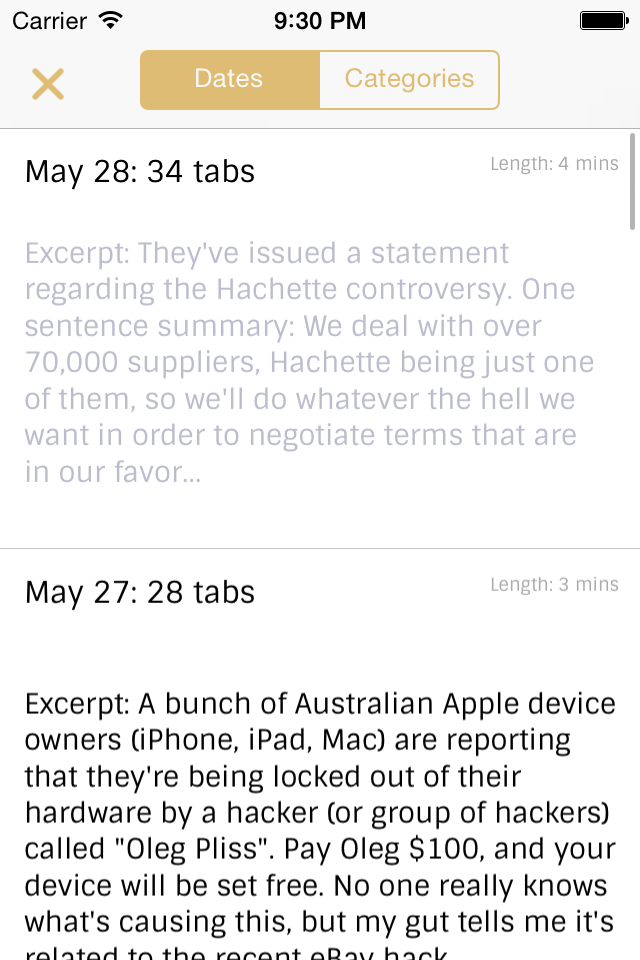 Carrier 9:30 PM
Dates Categories
May 28: 34 tabs
Length: 4 mins
Excerpt: They've issued a statement
regarding the Hachette controversy. One
sentence summary: We deal with over
70,000 suppliers, Hachette being just one
of them, so we'll do whatever the hell we
want in order to negotiate terms that are
in our favor...
May 27: 28 tabs
Length: 3 mins
Excerpt: A bunch of Australian Apple device
owners (iPhone, iPad, Mac) are reporting
that they're being locked out of their
hardware by a hacker (or group of hackers)
called "Oleg Pliss". Pay Oleg $100, and your
device will be set free. No one really knows
what's causing this, but my gut tells me it's
related to the recent eBay hack